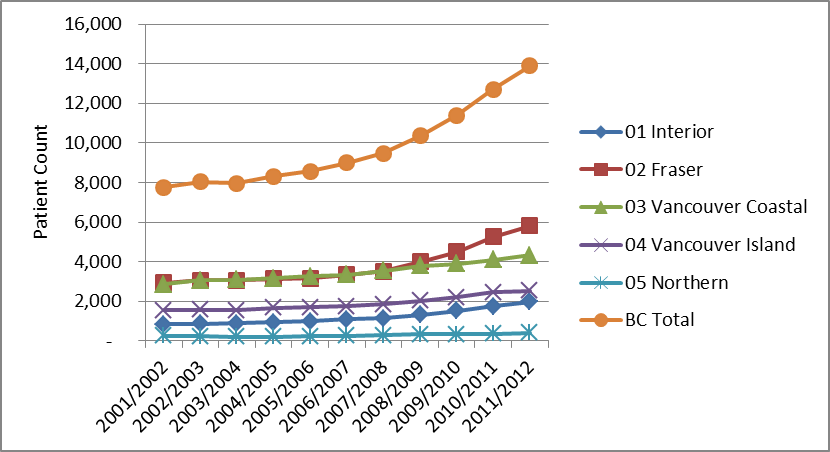 16,000
14,000
12,000
10,000
8,000
6,000
4,000
2,000
-
Patient Count
2001/2002
2002/2003
2003/2004
2004/2005
2005/2006
2006/2007
2007/2008
2008/2009
2009/2010
2010/2011
2011/2012
01 Interior
02 Fraser
03 Vancouver Coastal
04 Vancouver Island
05 Northern
BC Total